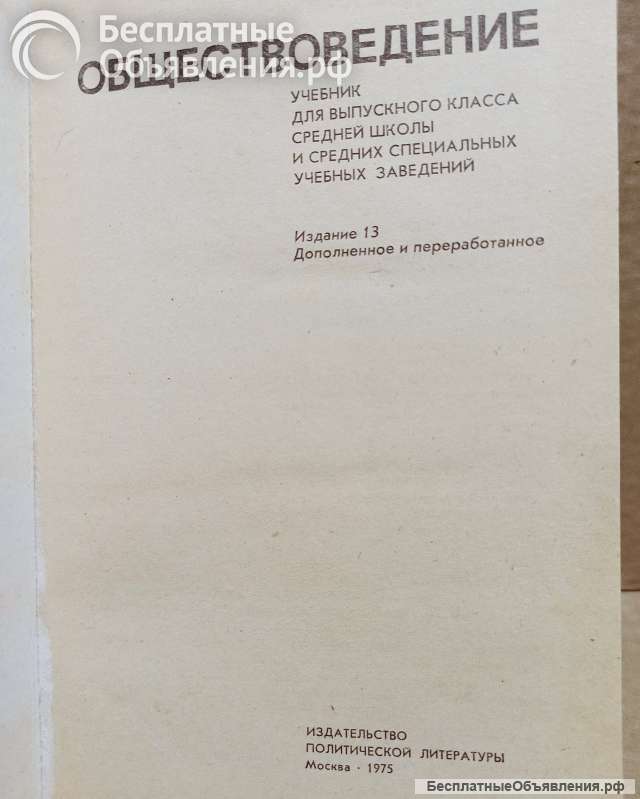 Бесплатные
Объявления.рф
ОБЩЕСТВОВЕДЕНИЕ
УЧЕБНИК
ДЛЯ ВЫПУСКНОГО КЛАССА
СРЕДНЕЙ ШКОЛЫ
И СРЕДНИХ СПЕЦИАЛЬНЫХ
УЧЕБНЫХ ЗАВЕДЕНИЙ
Издание 13
Дополненное и переработанное
ИЗДАТЕЛЬСТВО
ПОЛИТИЧЕСКОЙ ЛИТЕРАТУРЫ
Москва · 1975
БесплатныеОбъявления.рф